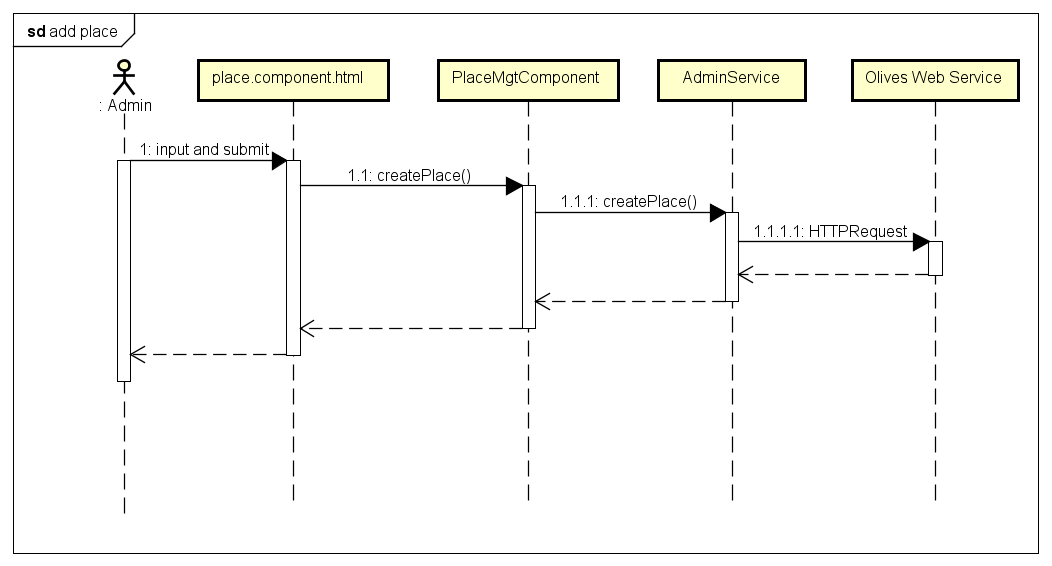 sd add place
: Admin
place.component.html
PlaceMgtComponent
AdminService
Olives Web Service
1: input and submit
1.1: createPlace()
1.1.1: createPlace()
1.1.1.1: HTTPRequest